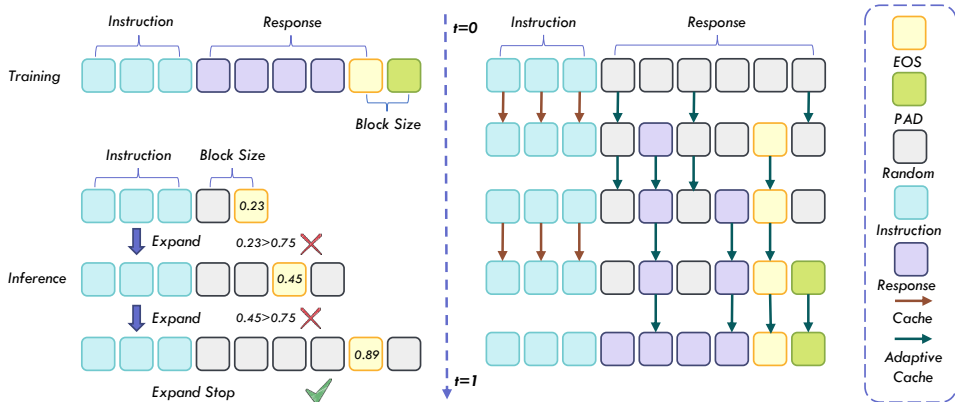 Instruction
Response
Training
Block Size
Instruction
Block Size
0.23
Expand
0.23>0.75
Inference
0.45
Expand
0.45>0.75
0.89
Expand Stop
t=0
t=1
Instruction
Response
EOS
PAD
Random
Instruction
Response
Cache
Adaptive
Cache